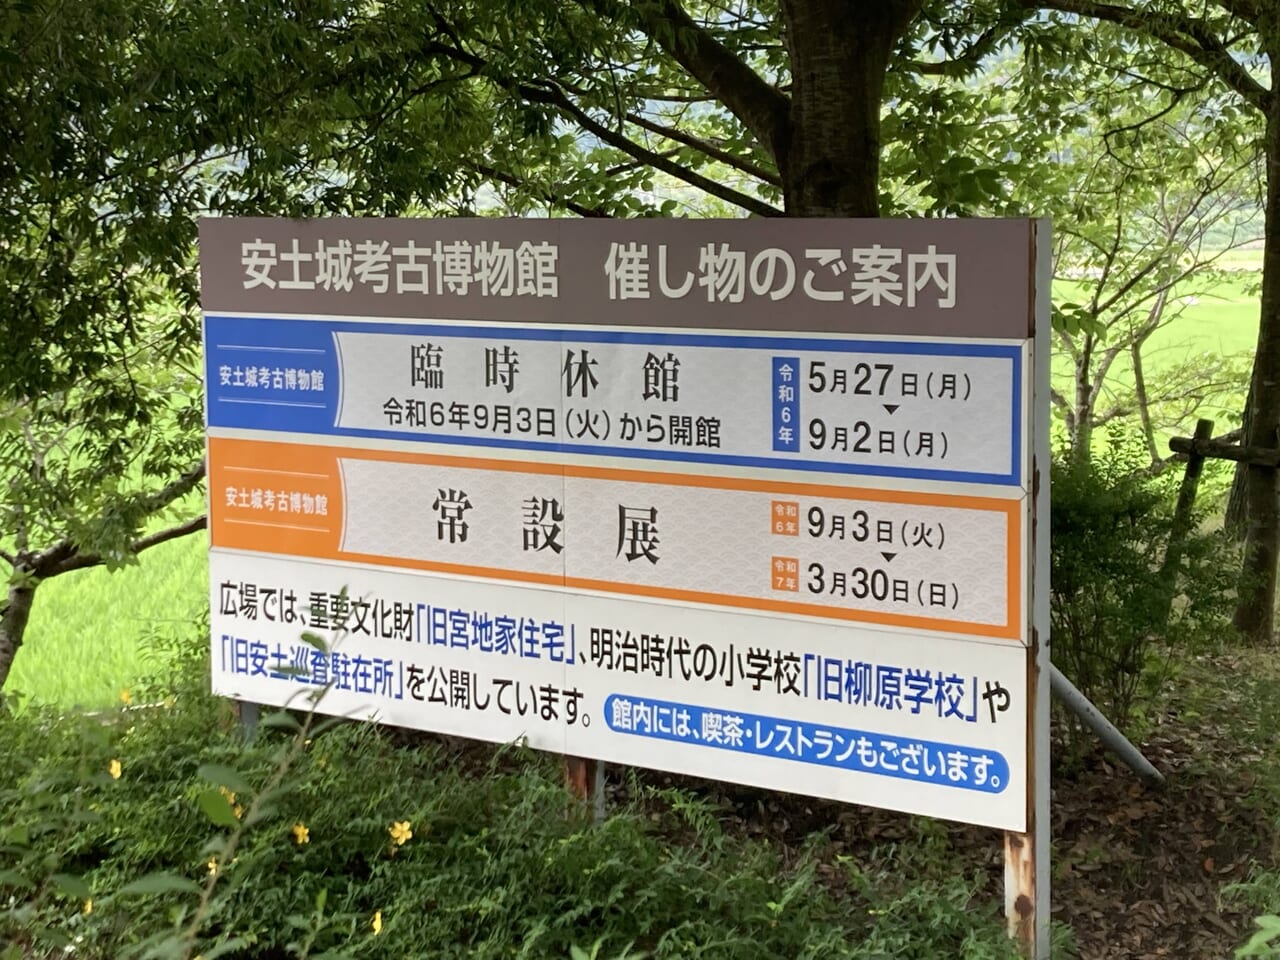 安土城考古博物館　催し物のご案内
安土城考古博物館
臨時休館
令和6年9月3日（火）から開館
令和6年
5月27日（月）
▼
9月2日（月）
安土城考古博物館
常設展
令和6年
9月3日（火）
▼
令和7年
3月30日（日）
広場では、重要文化財「旧宮地家住宅」、明治時代の小学校「旧柳原学校」や
「旧安土巡査駐在所」を公開しています。
館内には、喫茶・レストランもございます。